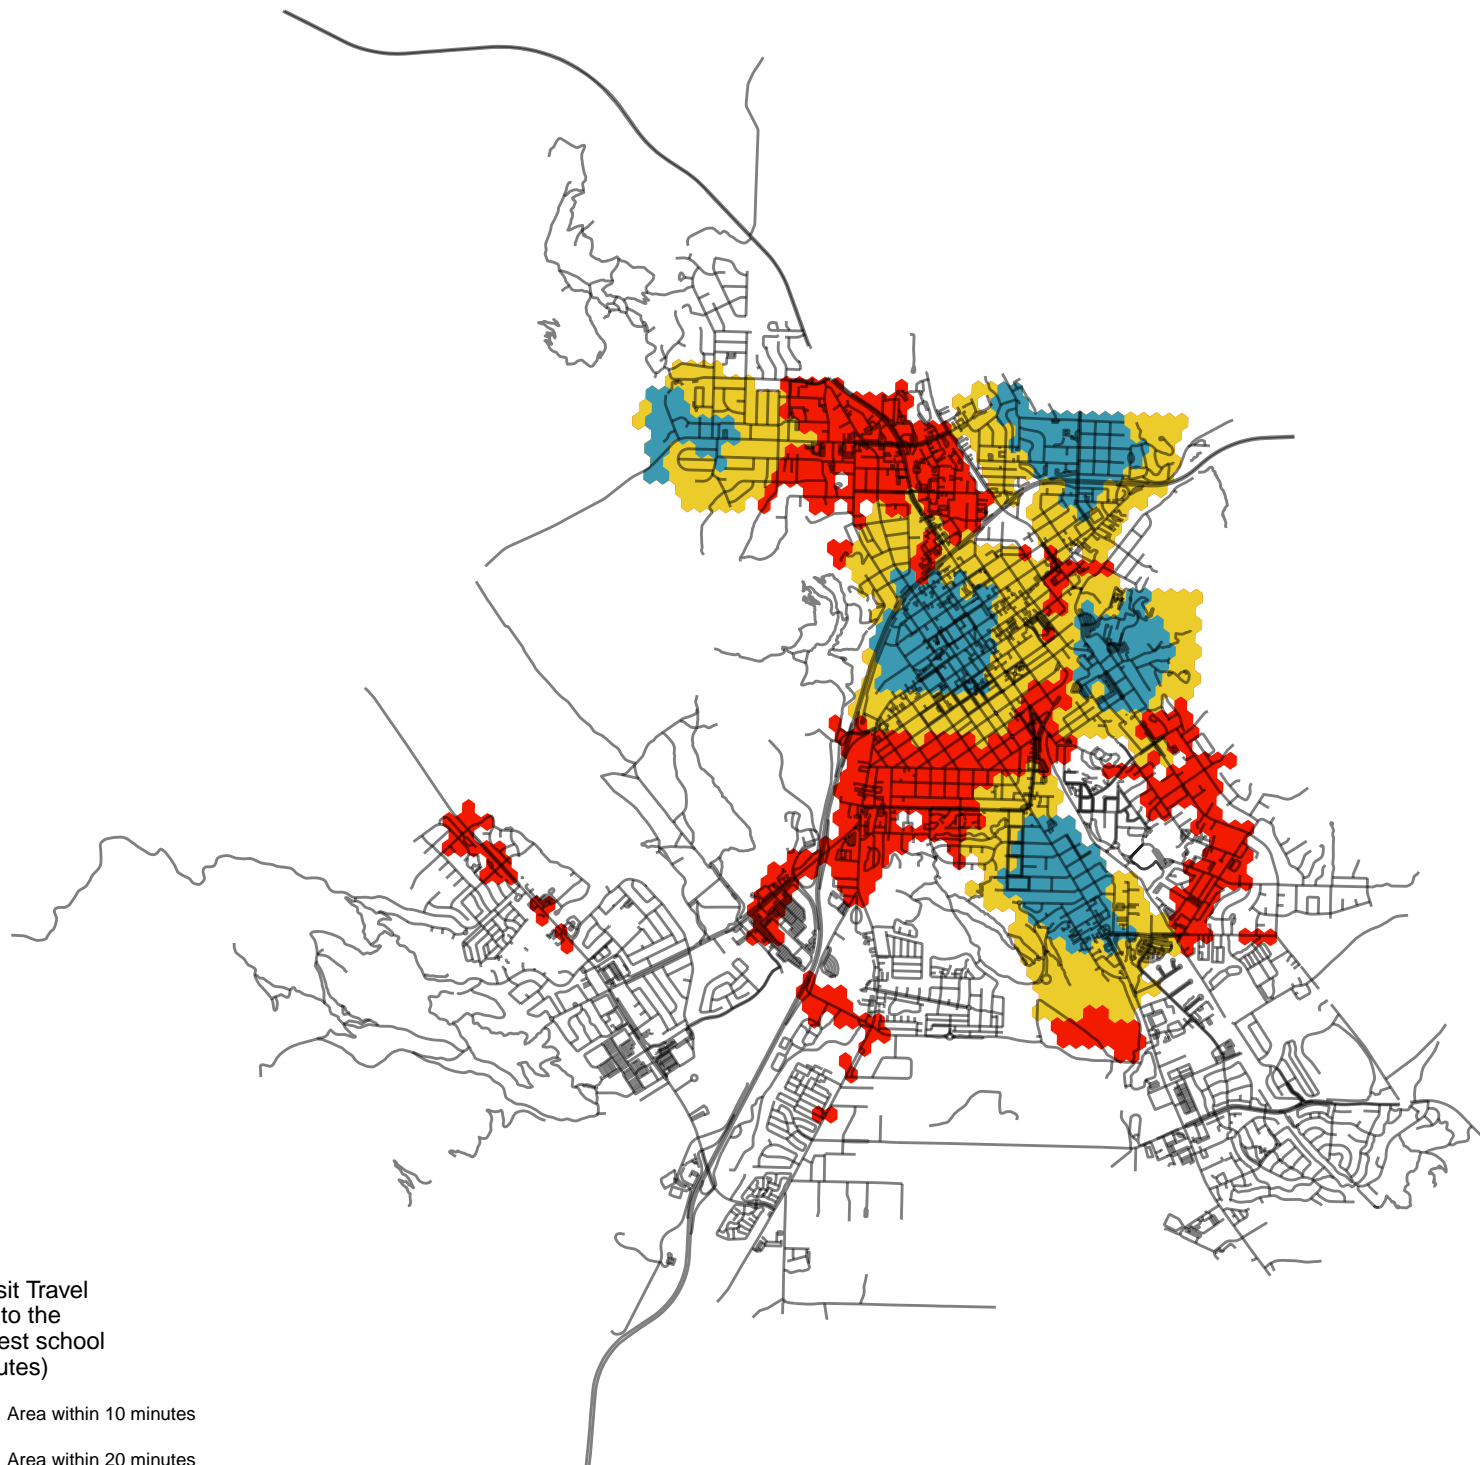 sit Travel
to the
est school
utes)
Area within 10 minutes
Area within 20 minutes